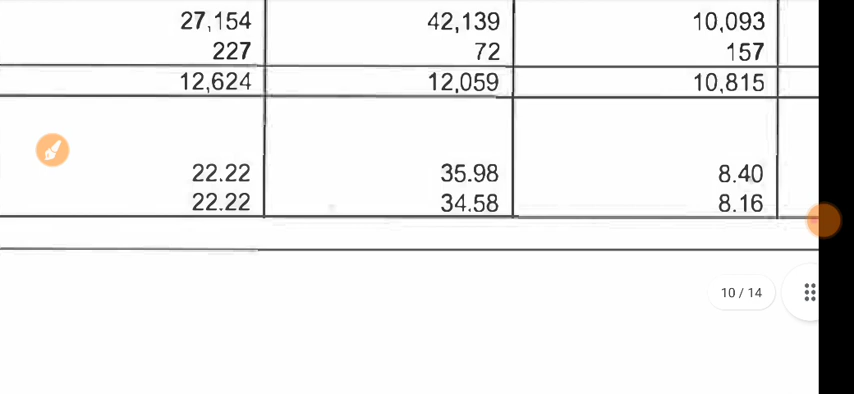 27,154 42,139 10,093
227 72 157
12,624 12,059 10,815
22.22 35.98 8.40
22.22 34.58 8.16
10 / 14